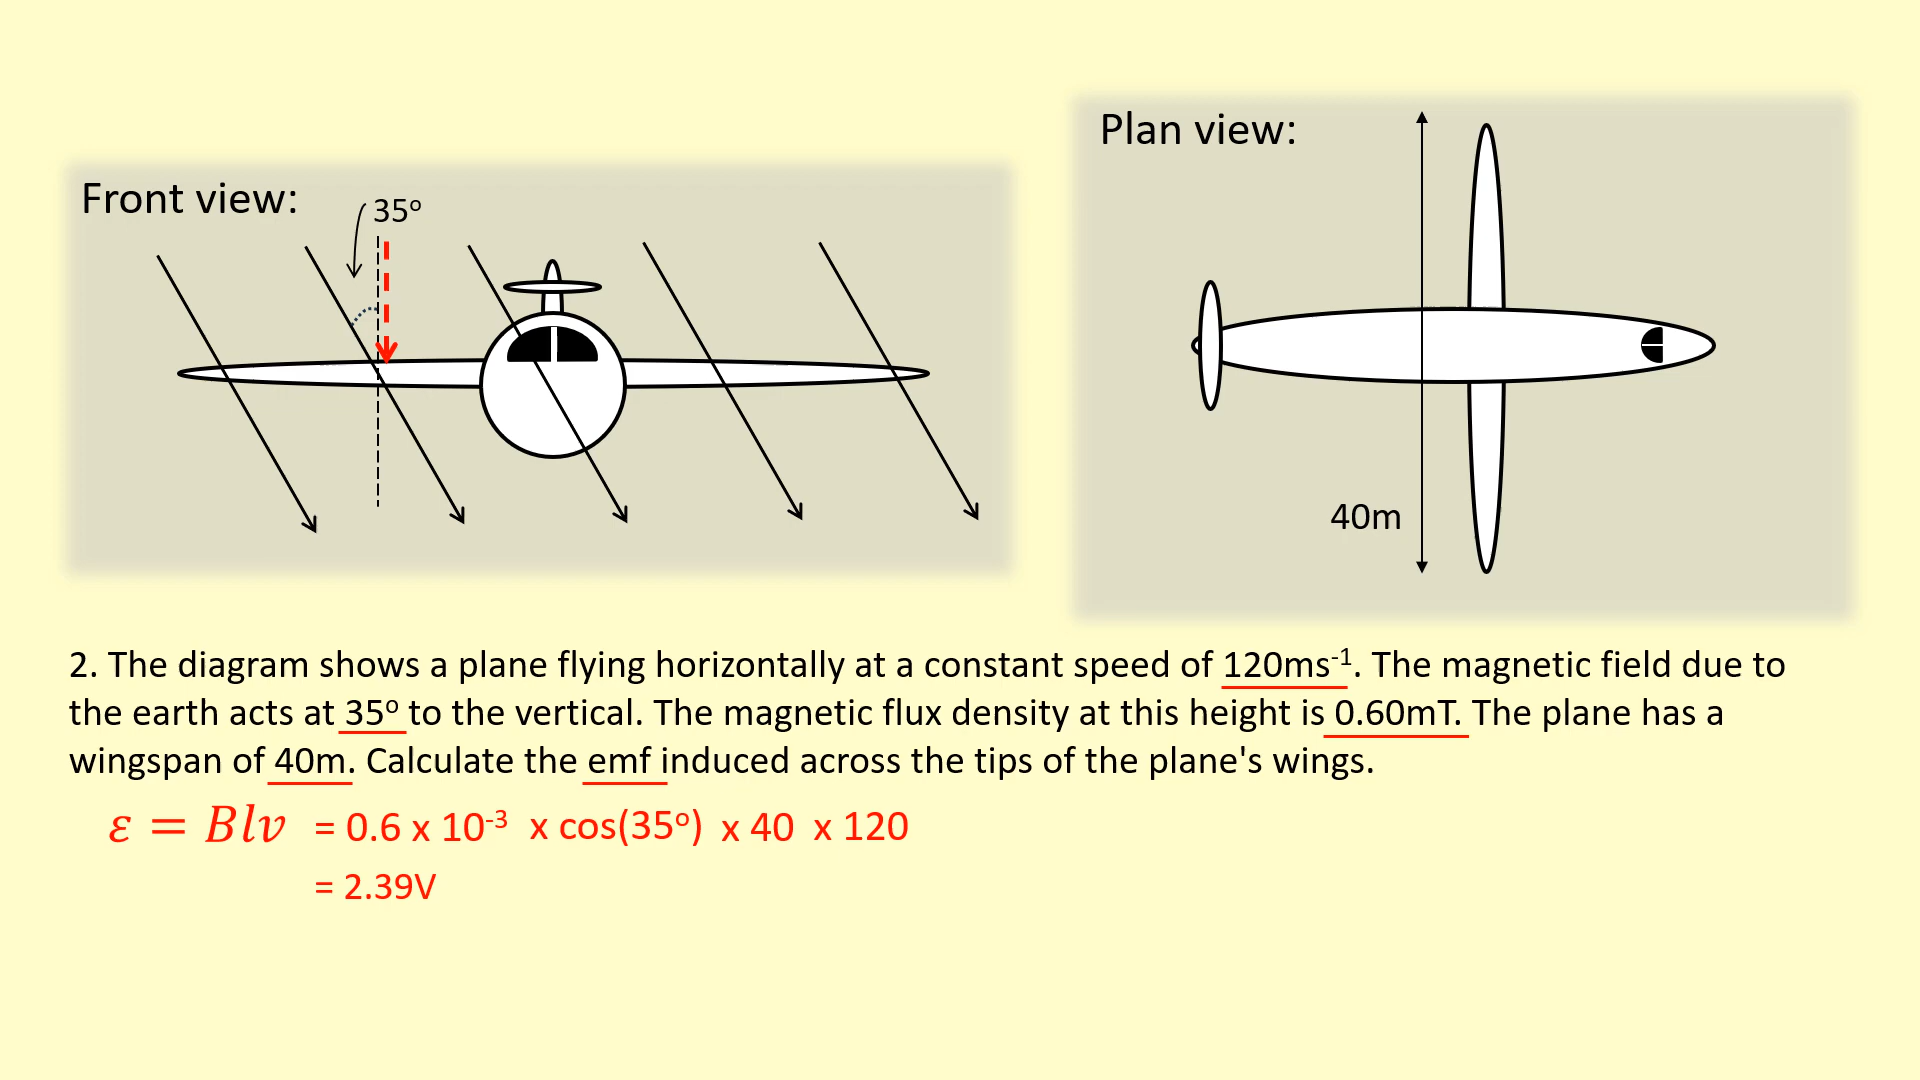 Plan view:
Front view:
35º
40m
2. The diagram shows a plane flying horizontally at a constant speed of 120ms⁻¹. The magnetic field due to
the earth acts at 35º to the vertical. The magnetic flux density at this height is 0.60mT. The plane has a
wingspan of 40m. Calculate the emf induced across the tips of the plane's wings.
ε = Blv = 0.6 x 10⁻³ x cos(35º) x 40 x 120
= 2.39V